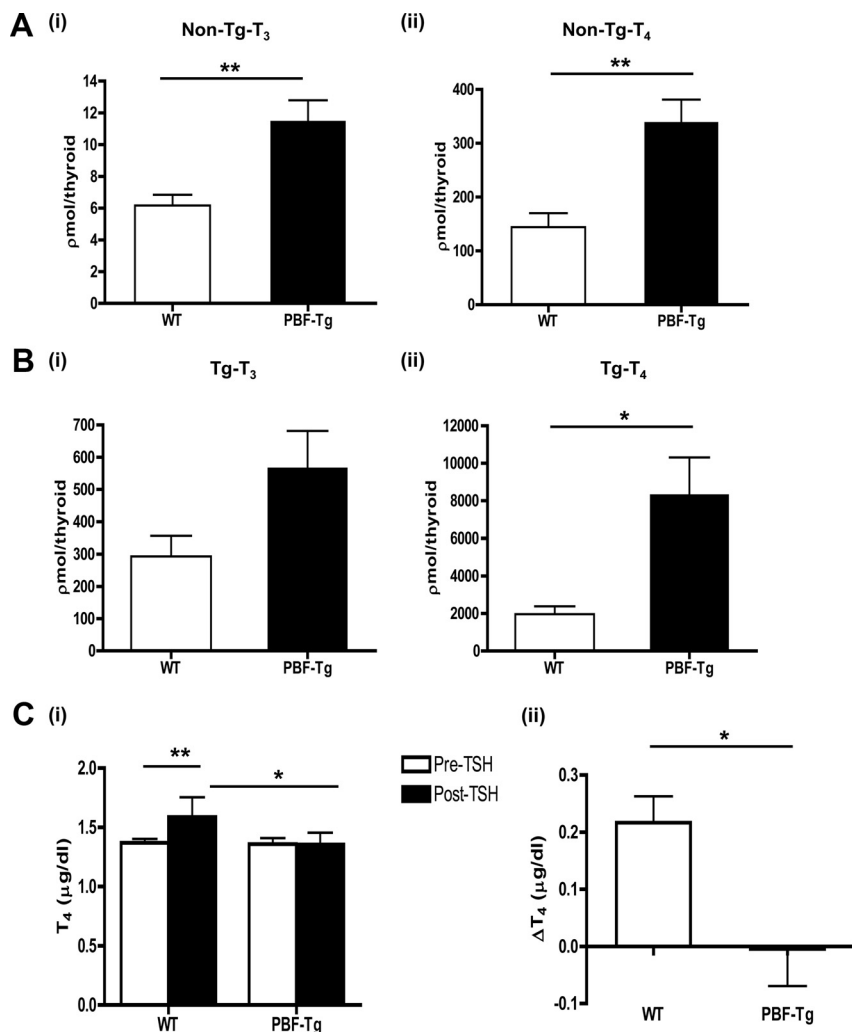 A (i) Non-Tg-T₃
**
ρmol/thyroid
14
12
10
8
6
4
2
0
WT PBF-Tg
(ii) Non-Tg-T₄
**
ρmol/thyroid
400
300
200
100
0
WT PBF-Tg
B (i) Tg-T₃
ρmol/thyroid
700
600
500
400
300
200
100
0
WT PBF-Tg
(ii) Tg-T₄
*
ρmol/thyroid
12000
10000
8000
6000
4000
2000
0
WT PBF-Tg
C (i)
** *
T₄ (μg/dl)
2.0
1.5
1.0
0.5
0.0
WT PBF-Tg
Pre-TSH
Post-TSH
(ii)
*
ΔT₄ (μg/dl)
0.3
0.2
0.1
0.0
-0.1
WT PBF-Tg